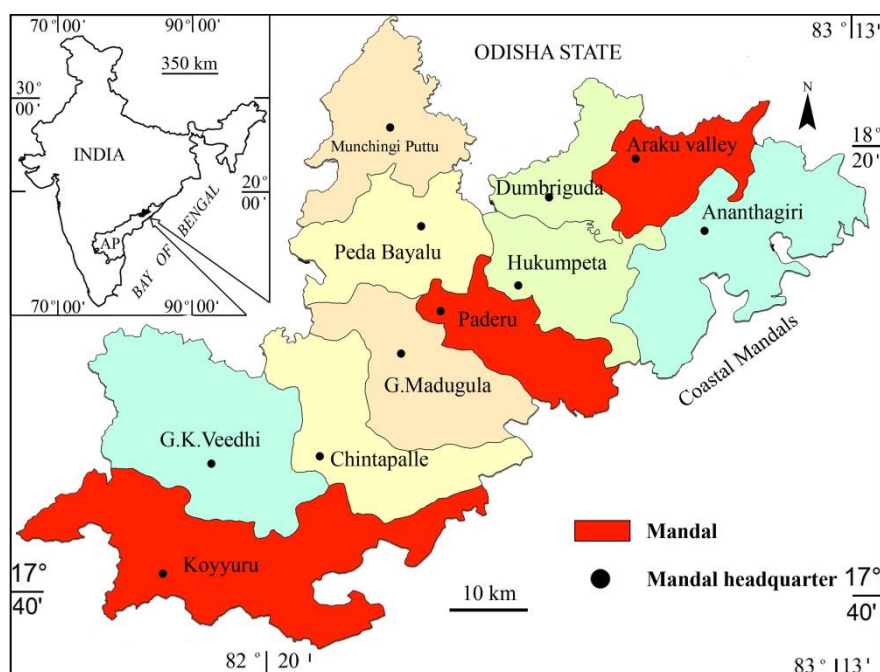 70° 00'
90° 00'
350 km
30° 00'
INDIA
20° 00'
AP
BAY OF BENGAL
70° 00'
90° 00'
ODISHA STATE
83° 13'
N
18° 20'
Munchingi Puttu
Araku valley
Dumbriguda
Ananthagiri
Peda Bayalu
Hukumpeta
Paderu
Coastal Mandals
G.Madugula
G.K.Veedhi
Chintapalle
Koyyuru
Mandal
Mandal headquarter
10 km
17° 40'
17° 40'
82° 20'
83° 13'